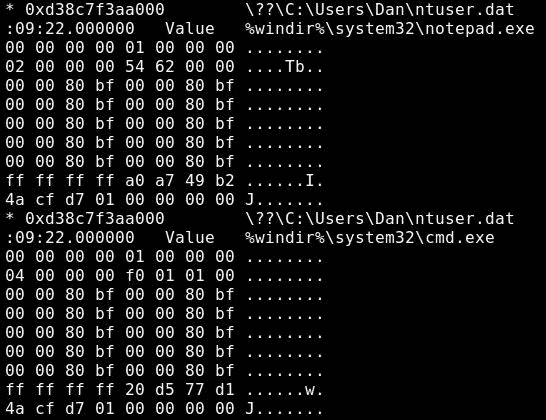 * 0xd38c7f3aa000        \??\C:\Users\Dan\ntuser.dat
:09:22.000000   Value   %windir%\system32\notepad.exe
00 00 00 00 01 00 00 00 ........
02 00 00 00 54 62 00 00 ....Tb..
00 00 80 bf 00 00 80 bf ........
00 00 80 bf 00 00 80 bf ........
00 00 80 bf 00 00 80 bf ........
00 00 80 bf 00 00 80 bf ........
00 00 80 bf 00 00 80 bf ........
ff ff ff ff a0 a7 49 b2 ......I.
4a cf d7 01 00 00 00 00 J.......
* 0xd38c7f3aa000        \??\C:\Users\Dan\ntuser.dat
:09:22.000000   Value   %windir%\system32\cmd.exe
00 00 00 00 01 00 00 00 ........
04 00 00 00 f0 01 01 00 ........
00 00 80 bf 00 00 80 bf ........
00 00 80 bf 00 00 80 bf ........
00 00 80 bf 00 00 80 bf ........
00 00 80 bf 00 00 80 bf ........
00 00 80 bf 00 00 80 bf ........
ff ff ff ff 20 d5 77 d1 ......w.
4a cf d7 01 00 00 00 00 J.......